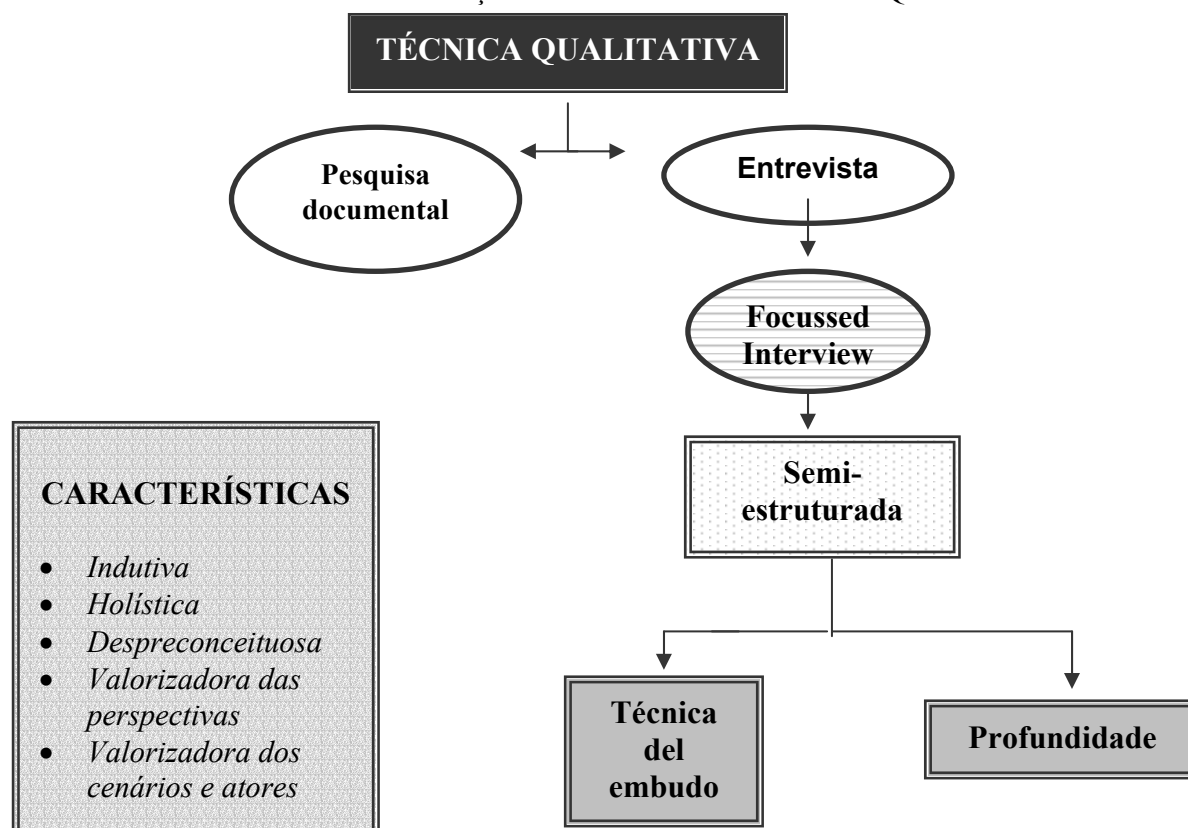 TÉCNICA QUALITATIVA
Pesquisa
documental
Entrevista
Focussed
Interview
Semi-
estruturada
CARACTERÍSTICAS
• Indutiva
• Holística
• Despreconceituosa
• Valorizadora das
perspectivas
• Valorizadora dos
cenários e atores
Técnica
del
embudo
Profundidade